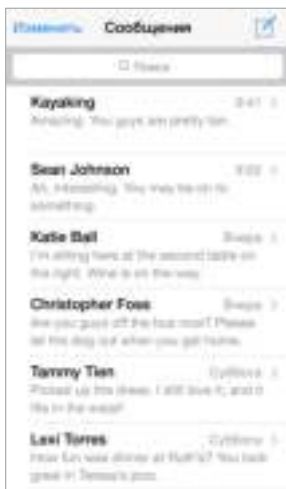 Изменить Сообщения
Поиск
Kayaking 9:41
Amazing. You guys are pretty fan
Sean Johnson
Ah, interesting. You may be on to
something.
Katie Ball Вчера
I'm sitting here at the second table on
the right. Wine is on the way.
Christopher Foss Вчера
Are you guys off the bus now? Please
let the dog out when you get home.
Tammy Tien Суббота
Picked up the dress. I still love it, and it
fits in the waist!
Lexi Torres Суббота
How fun was dinner at You look
great in